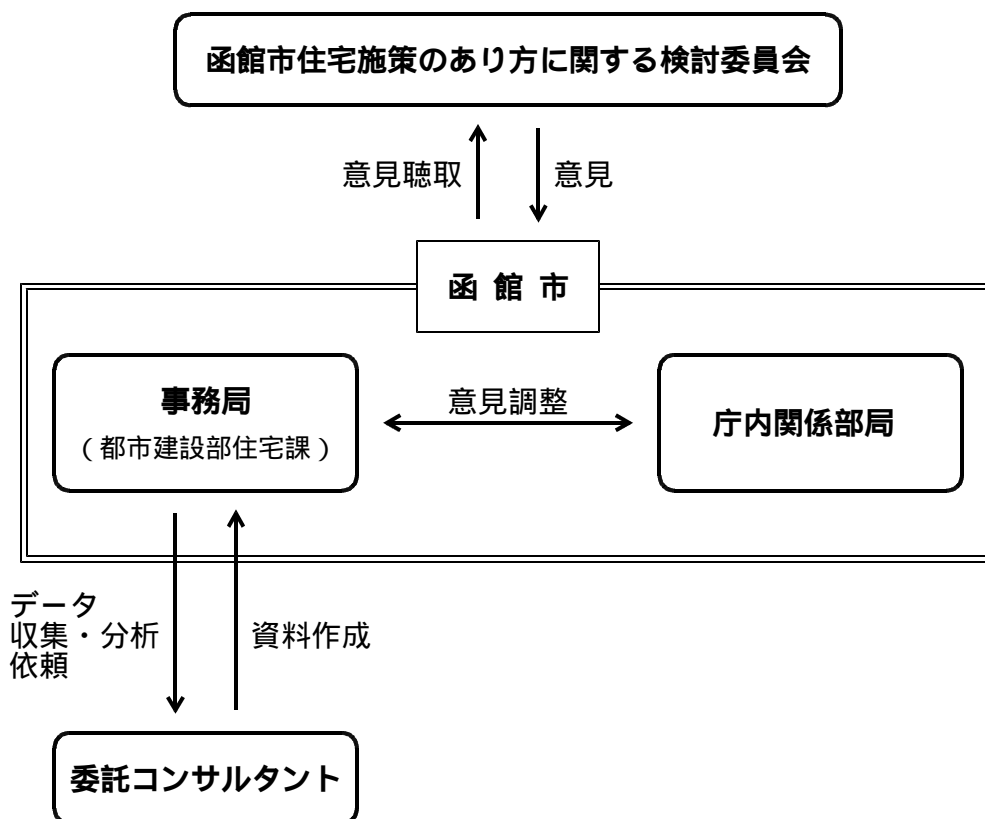 函館市住宅施策のあり方に関する検討委員会
意見聴取
意見
函 館 市
事務局
（都市建設部住宅課）
意見調整
庁内関係部局
データ
収集・分析
依頼
資料作成
委託コンサルタント